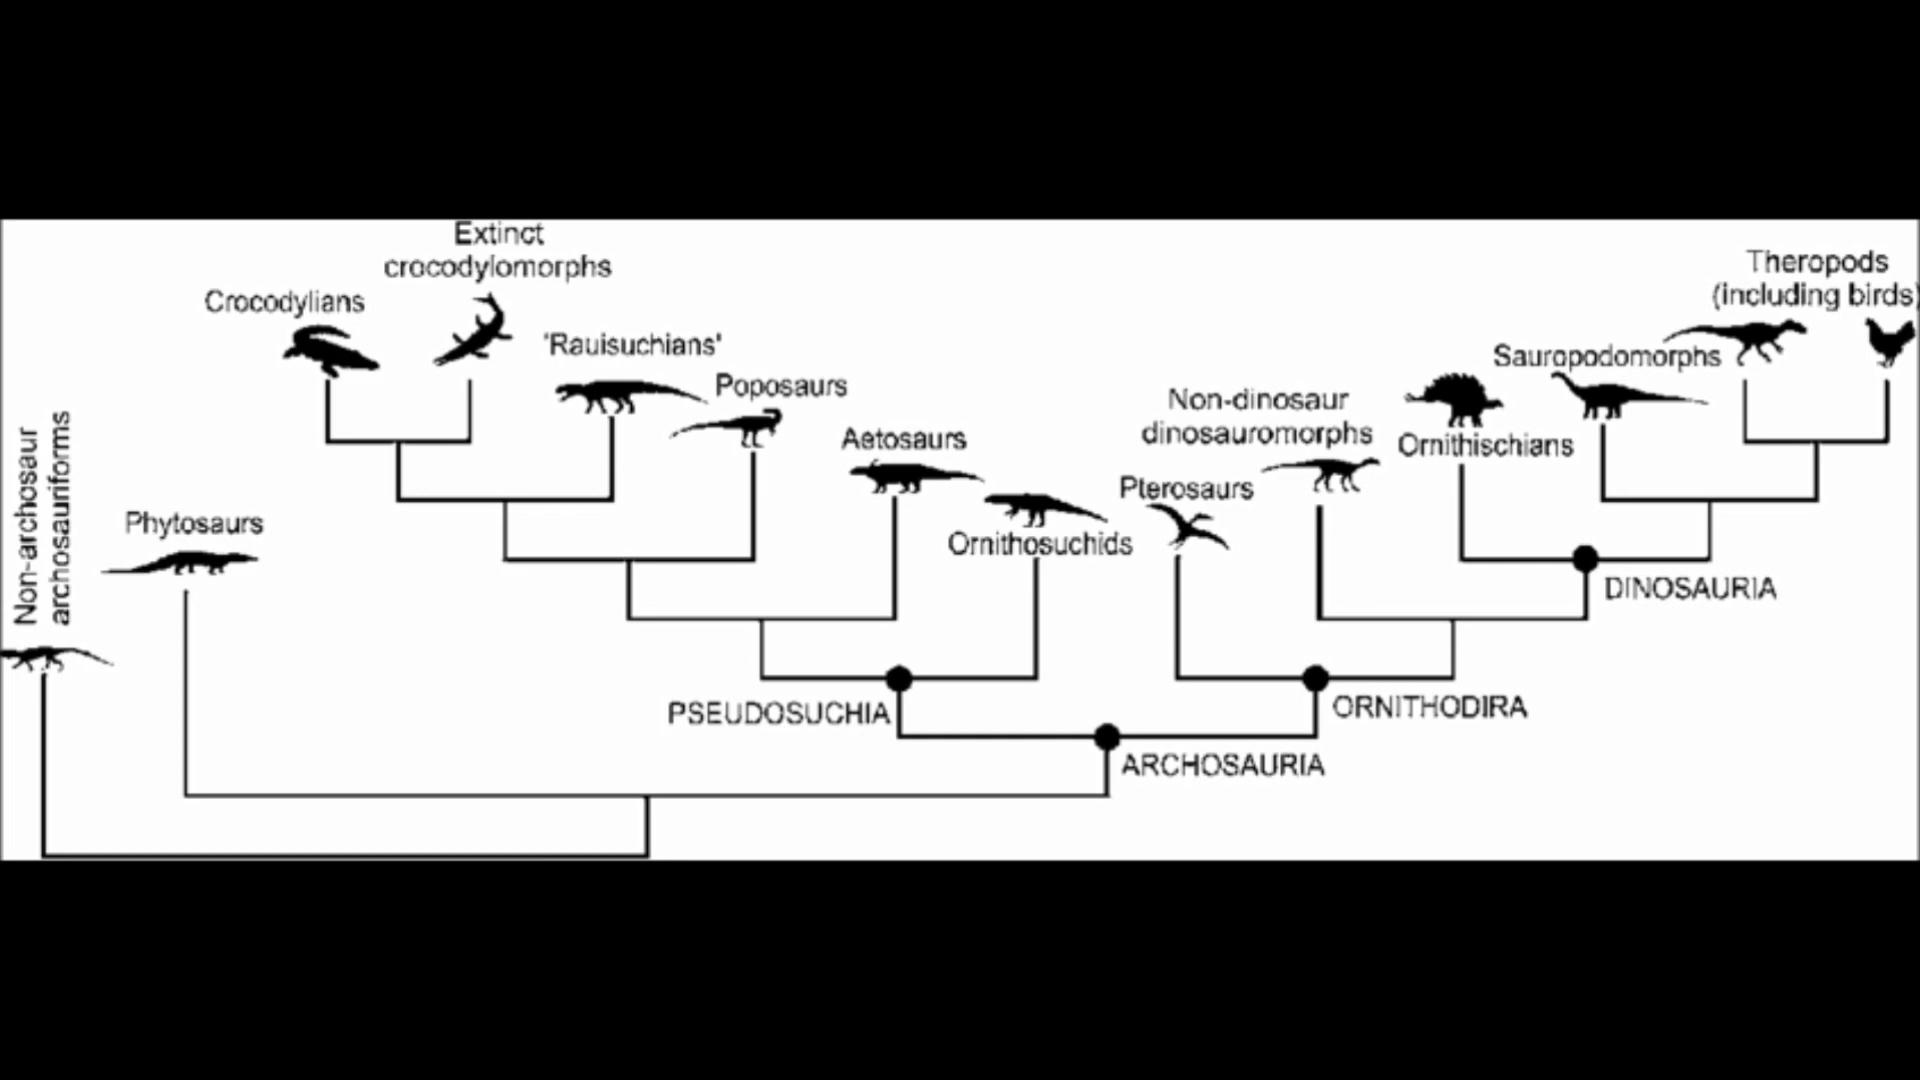 Non-archosaur
archosauriforms
Phytosaurs
Crocodylians
Extinct
crocodylomorphs
'Rauisuchians'
Poposaurs
Aetosaurs
Ornithosuchids
Pterosaurs
Non-dinosaur
dinosauromorphs
Ornithischians
Sauropodomorphs
Theropods
(including birds)
DINOSAURIA
PSEUDOSUCHIA
ORNITHODIRA
ARCHOSAURIA